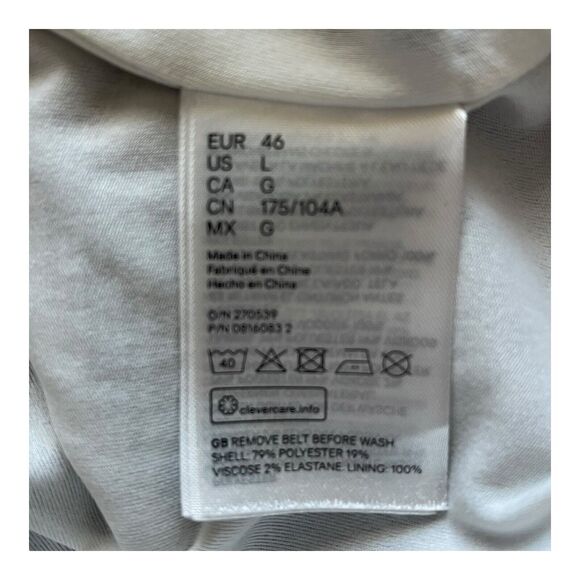 EUR 46
US L
CA G
CN 175/104A
MX G
Made in China
Fabriqué en China
Hecho en China
O/N 270539
P/N 0816083 2
40
clevercare.info
GB REMOVE BELT BEFORE WASH
SHELL: 79% POLYESTER 19%
VISCOSE 2% ELASTANE. LINING: 100%